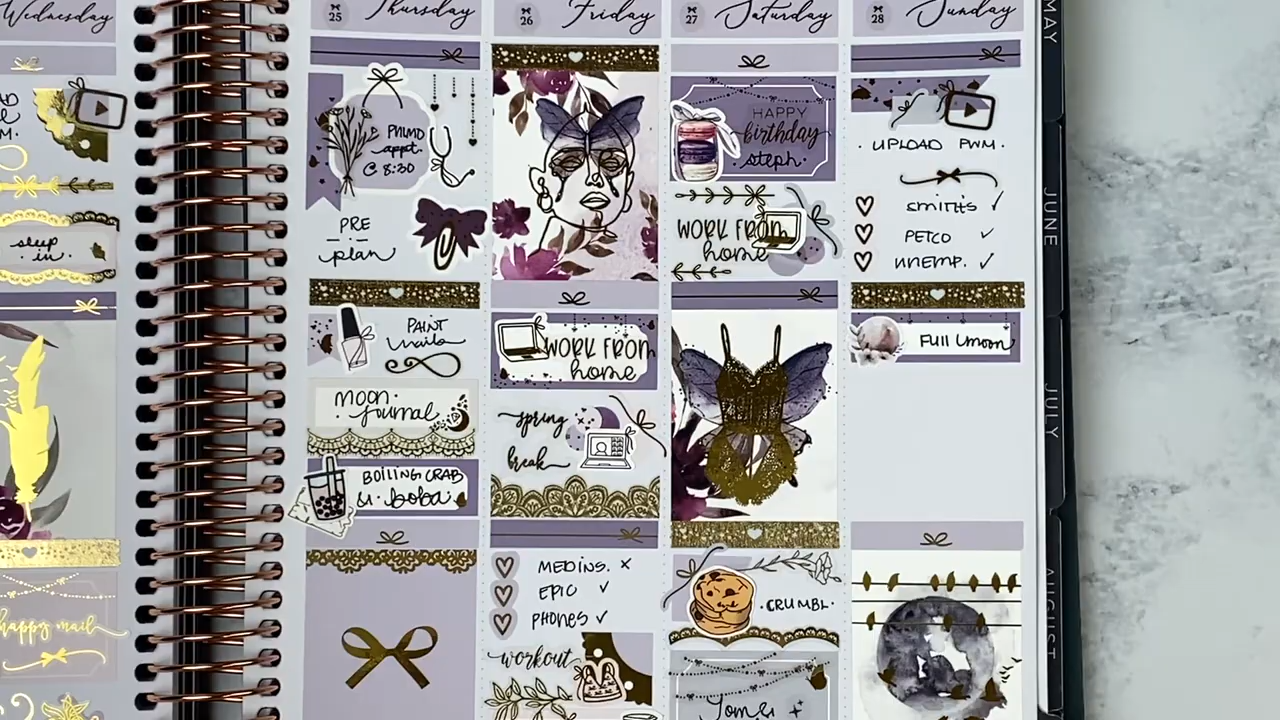 Wednesday
sleep
in.
happy mail
25 Thursday
PMMD
appt.
@ 8:30
PRE
plan
PAINT
nails
moon
journal
BOILING CRAB
&. boba
26 Friday
WORK FROM
home
spring
break
MEDINS. x
EPIC ✓
PHONES ✓
workout
27 Saturday
HAPPY
birthday
steph.
WORK FROM
home
.CRUMBL.
28 Sunday
. UPLOAD PWM.
smith's ✓
PETCO ✓
UNEMP. ✓
Full moon
MAY
JUNE
JULY
AUGUST